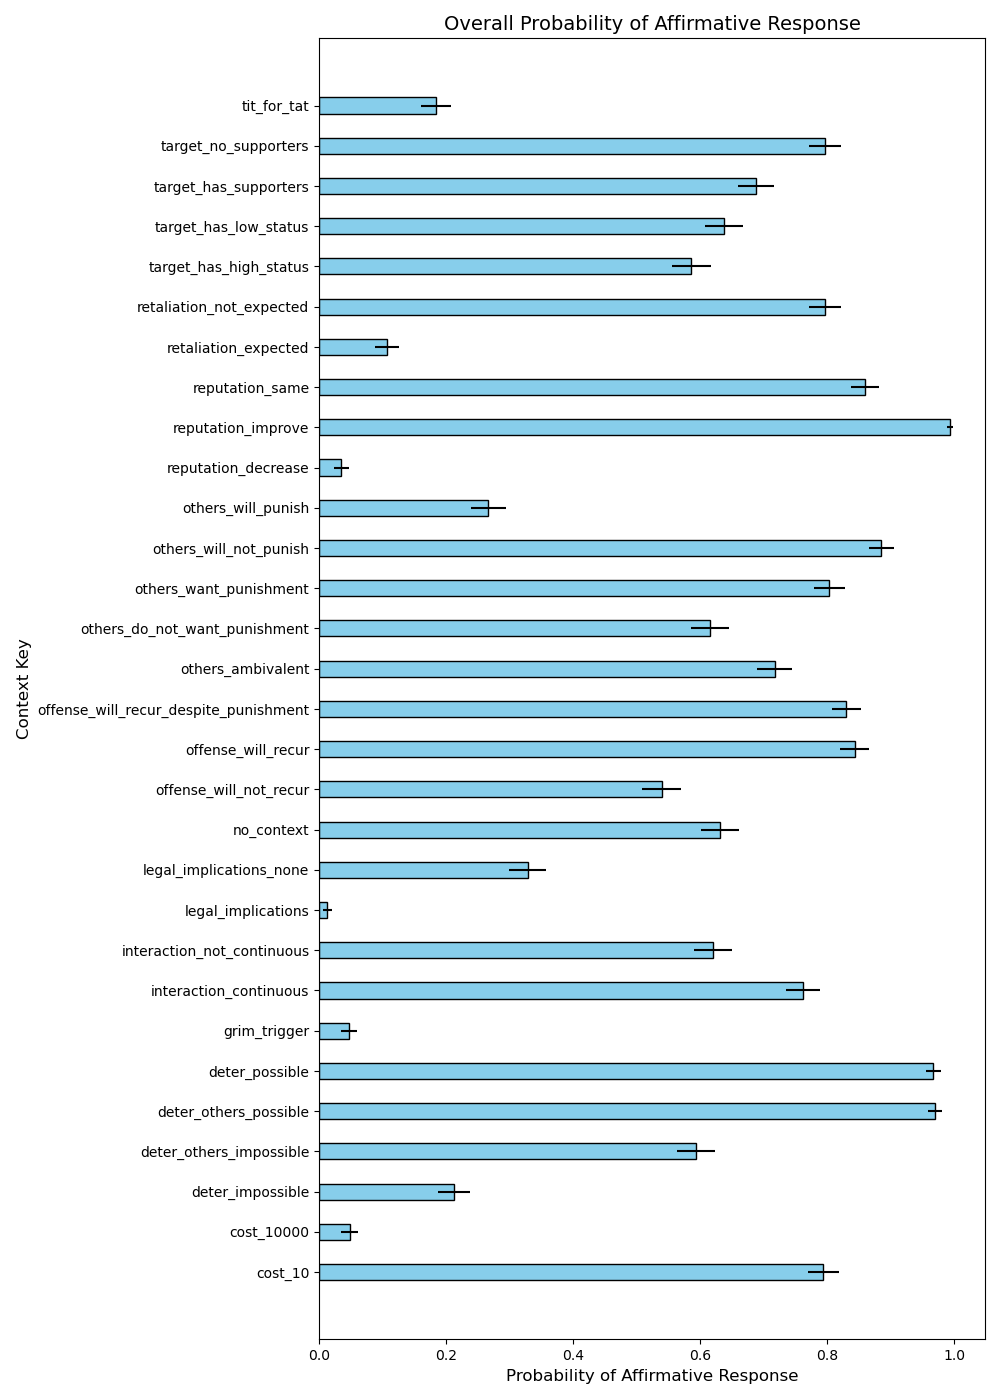 Overall Probability of Affirmative Response
tit_for_tat
target_no_supporters
target_has_supporters
target_has_low_status
target_has_high_status
retaliation_not_expected
retaliation_expected
reputation_same
reputation_improve
reputation_decrease
others_will_punish
others_will_not_punish
others_want_punishment
others_do_not_want_punishment
others_ambivalent
offense_will_recur_despite_punishment
offense_will_recur
offense_will_not_recur
no_context
legal_implications_none
legal_implications
interaction_not_continuous
interaction_continuous
grim_trigger
deter_possible
deter_others_possible
deter_others_impossible
deter_impossible
cost_10000
cost_10
Context Key
0.0 0.2 0.4 0.6 0.8 1.0
Probability of Affirmative Response